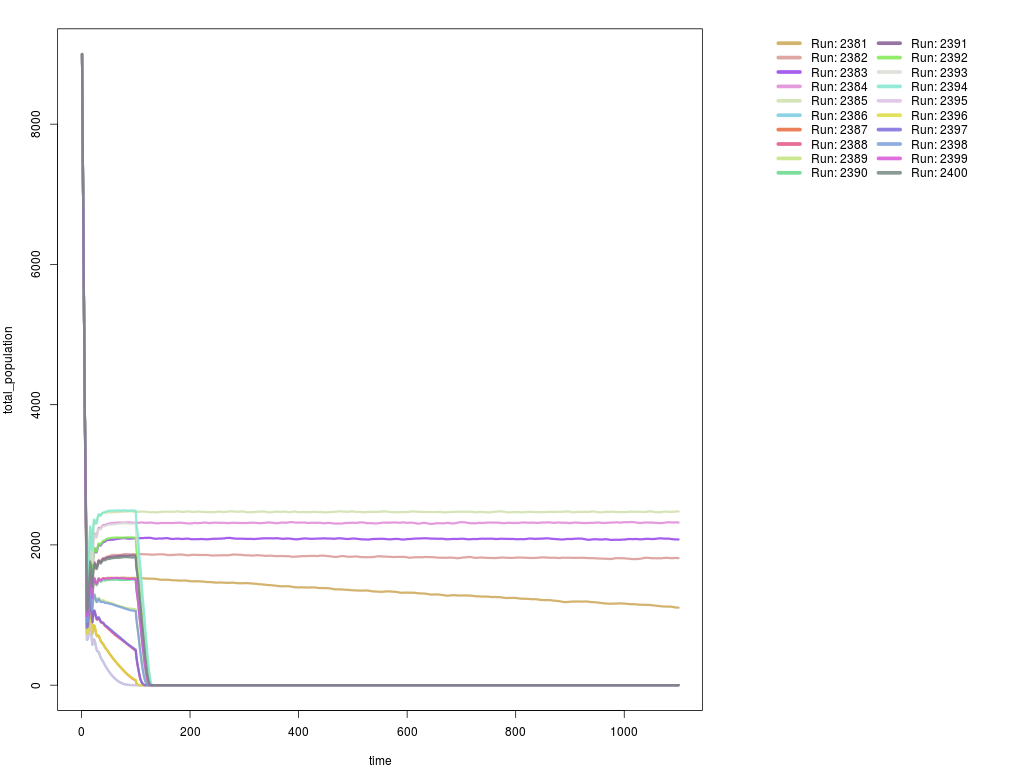 Run: 2381 Run: 2391
Run: 2382 Run: 2392
Run: 2383 Run: 2393
Run: 2384 Run: 2394
Run: 2385 Run: 2395
Run: 2386 Run: 2396
Run: 2387 Run: 2397
Run: 2388 Run: 2398
Run: 2389 Run: 2399
Run: 2390 Run: 2400
total_population
8000
6000
4000
2000
0
0 200 400 600 800 1000
time